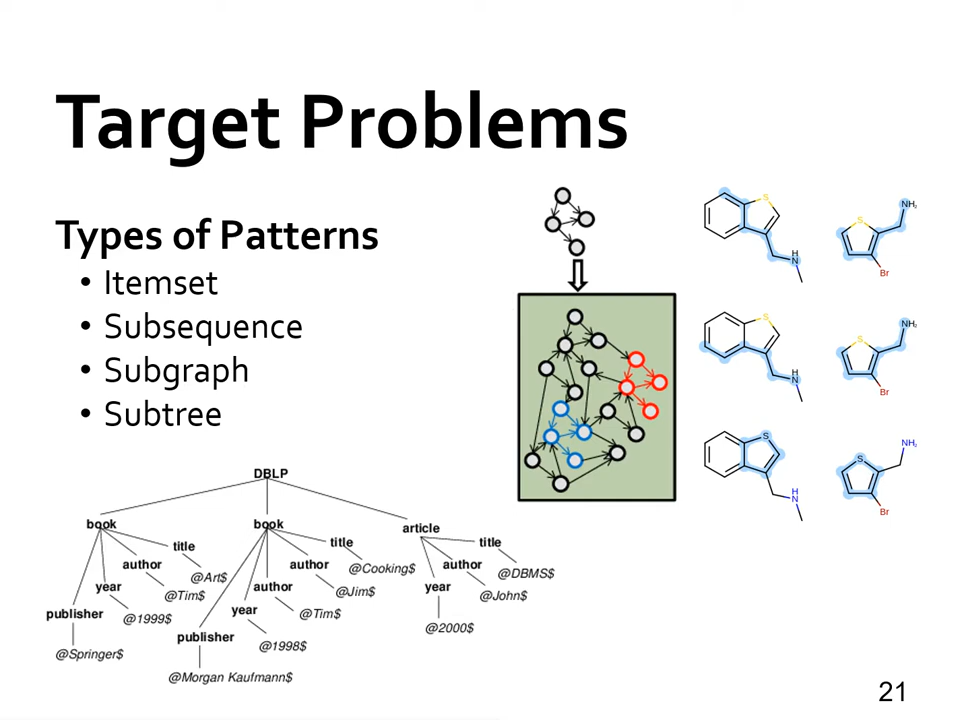 Target Problems
Types of Patterns
• Itemset
• Subsequence
• Subgraph
• Subtree
S
H
N
S
NH2
Br
S
H
N
S
NH2
Br
S
H
N
S
NH2
Br
DBLP
book
book
article
title
title
title
author
author
author
@Art$
@Cooking$
@DBMS$
year
@Tim$
author
@Jim$
year
@John$
publisher
@1999$
year
@Tim$
@2000$
publisher
@1998$
@Springer$
@Morgan Kaufmann$
21